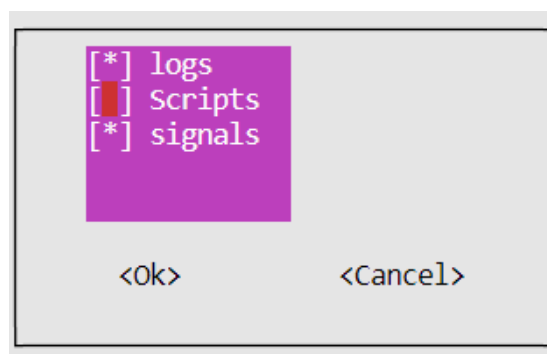 [*] logs
[ ] Scripts
[*] signals
<Ok> <Cancel>